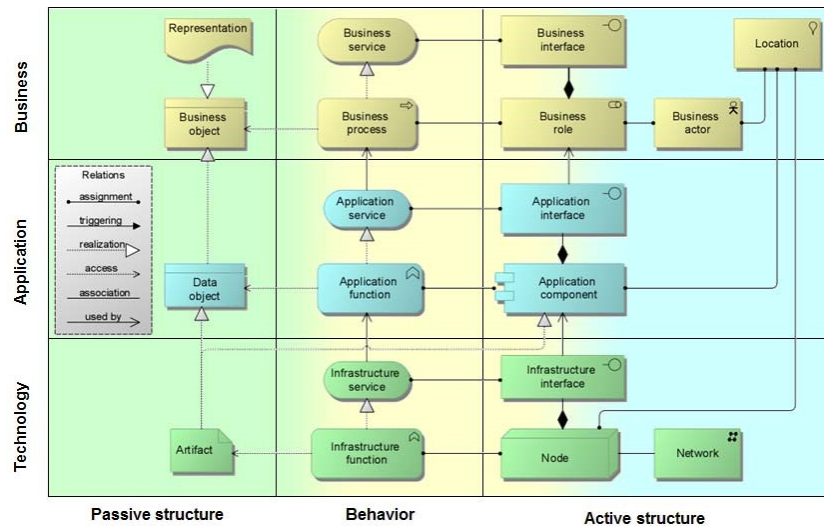 Business
Representation
Business
service
Business
interface
Location
Business
object
Business
process
Business
role
Business
actor
Application
Relations
assignment
triggering
realization
access
association
used by
Application
service
Application
interface
Data
object
Application
function
Application
component
Technology
Infrastructure
service
Infrastructure
interface
Artifact
Infrastructure
function
Node
Network
Passive structure
Behavior
Active structure